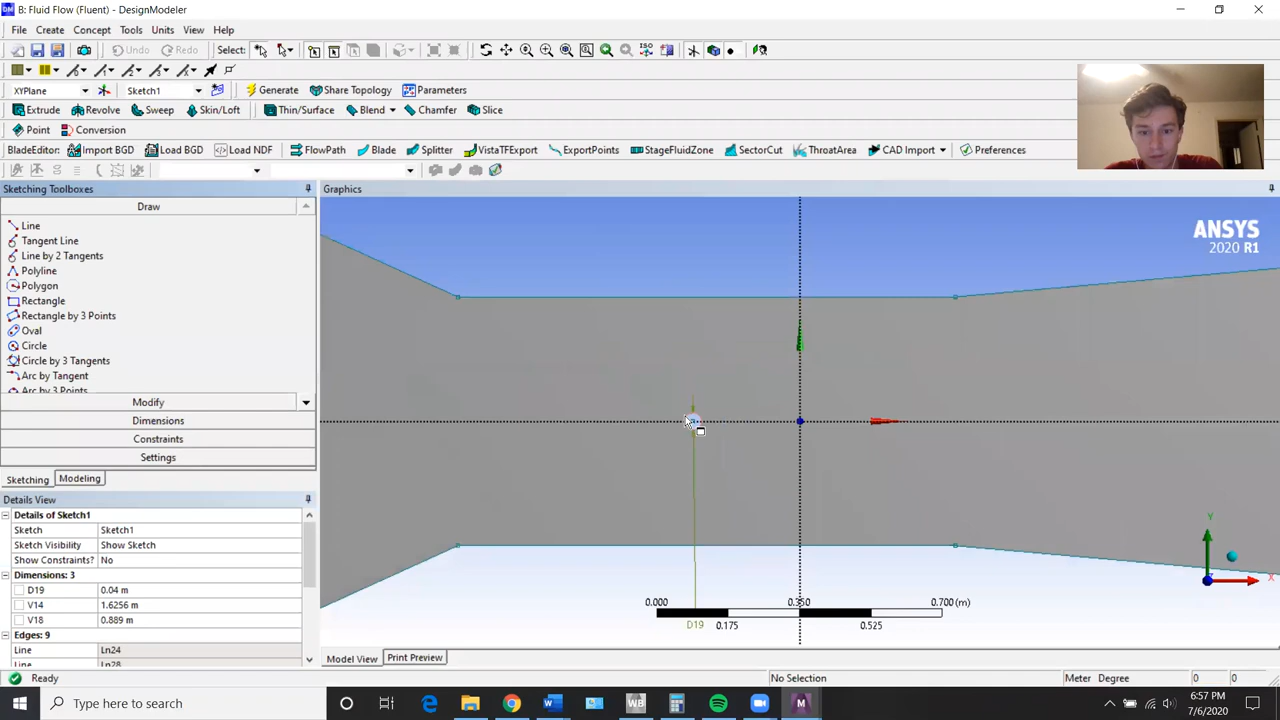 B: Fluid Flow (Fluent) - DesignModeler
File Create Concept Tools Units View Help
Undo Redo Select: ISO
XYPlane Sketch1 Generate Share Topology Parameters
Extrude Revolve Sweep Skin/Loft Thin/Surface Blend Chamfer Slice
Point Conversion
BladeEditor: Import BGD Load BGD Load NDF FlowPath Blade Splitter VistaTFExport ExportPoints StageFluidZone SectorCut ThroatArea CAD Import Preferences
Sketching Toolboxes
Draw
Line
Tangent Line
Line by 2 Tangents
Polyline
Polygon
Rectangle
Rectangle by 3 Points
Oval
Circle
Circle by 3 Tangents
Arc by Tangent
Arc by 3 Points
Modify
Dimensions
Constraints
Settings
Sketching Modeling
Details View
Details of Sketch1
Sketch Sketch1
Sketch Visibility Show Sketch
Show Constraints? No
Dimensions: 3
D19 0.04 m
V14 1.6256 m
V18 0.889 m
Edges: 9
Line Ln24
Line Ln28
Graphics
ANSYS
2020 R1
0.000 0.350 0.700 (m)
0.175 0.525
D19
Y
X
Model View Print Preview
Ready No Selection Meter Degree 0 0
Type here to search
6:57 PM
7/6/2020